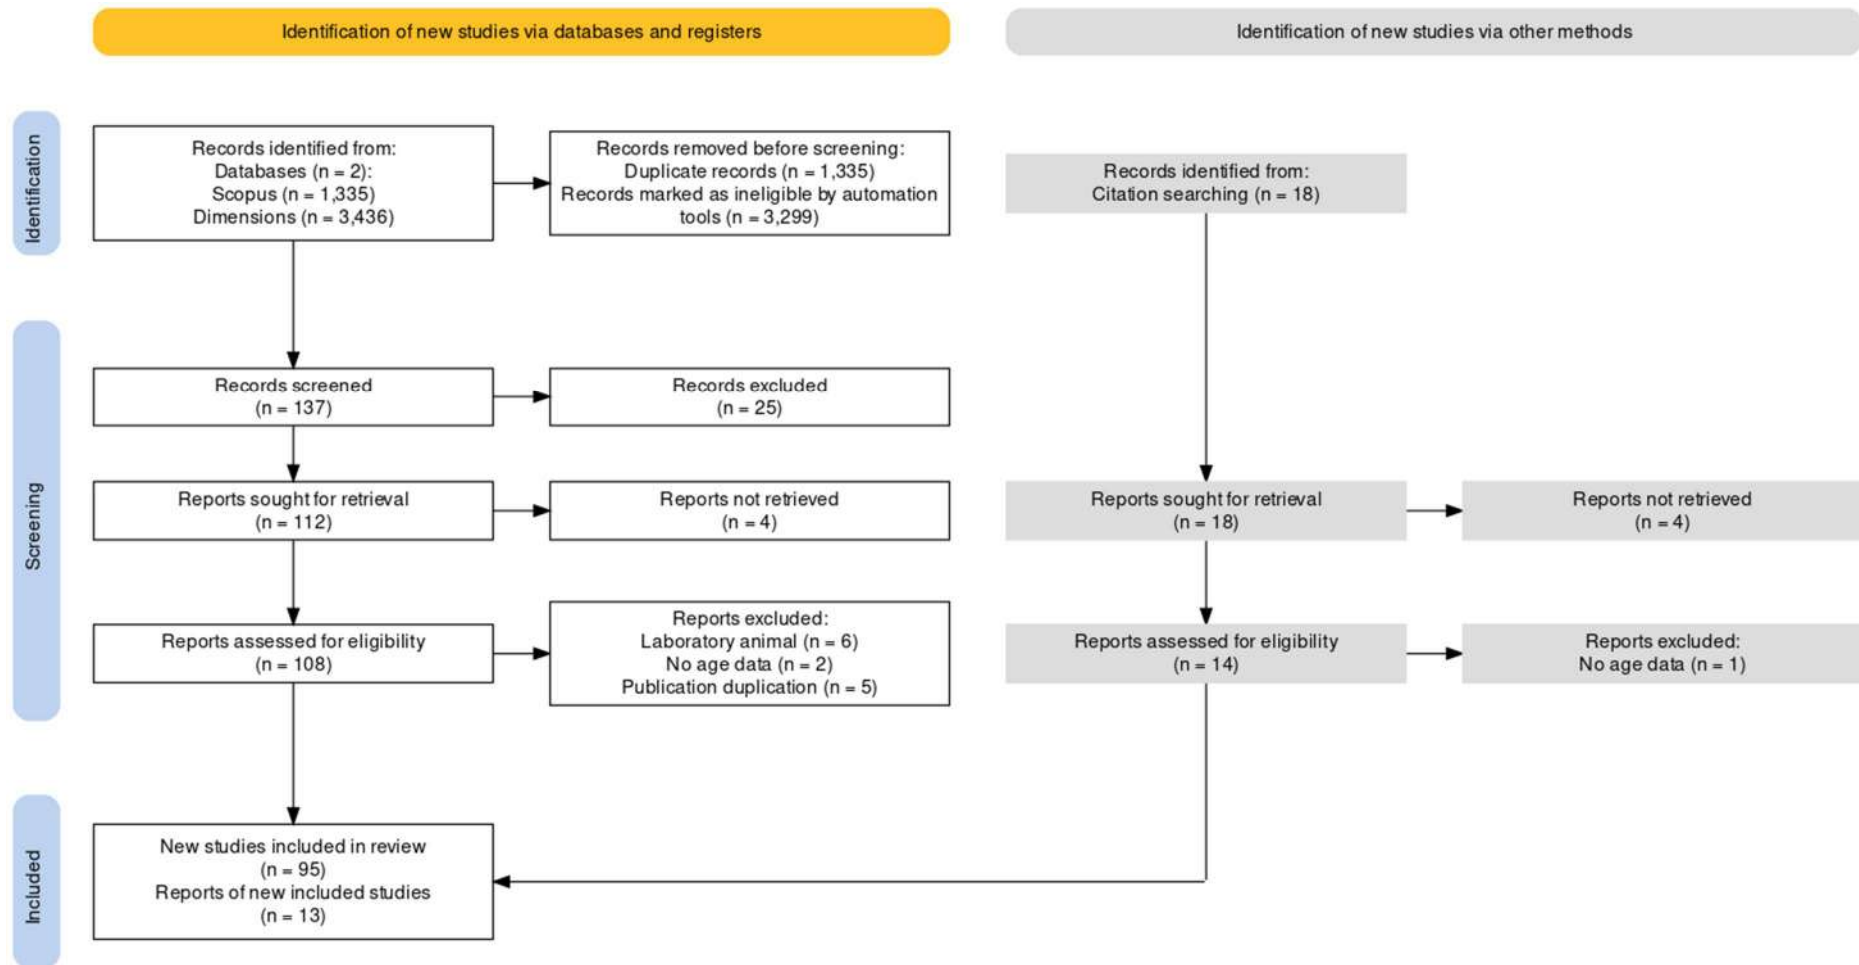 Identification of new studies via databases and registers
Identification of new studies via other methods
Identification
Records identified from:
Databases (n = 2):
Scopus (n = 1,335)
Dimensions (n = 3,436)
Records removed before screening:
Duplicate records (n = 1,335)
Records marked as ineligible by automation
tools (n = 3,299)
Records identified from:
Citation searching (n = 18)
Screening
Records screened
(n = 137)
Records excluded
(n = 25)
Reports sought for retrieval
(n = 112)
Reports not retrieved
(n = 4)
Reports sought for retrieval
(n = 18)
Reports not retrieved
(n = 4)
Reports assessed for eligibility
(n = 108)
Reports excluded:
Laboratory animal (n = 6)
No age data (n = 2)
Publication duplication (n = 5)
Reports assessed for eligibility
(n = 14)
Reports excluded:
No age data (n = 1)
Included
New studies included in review
(n = 95)
Reports of new included studies
(n = 13)